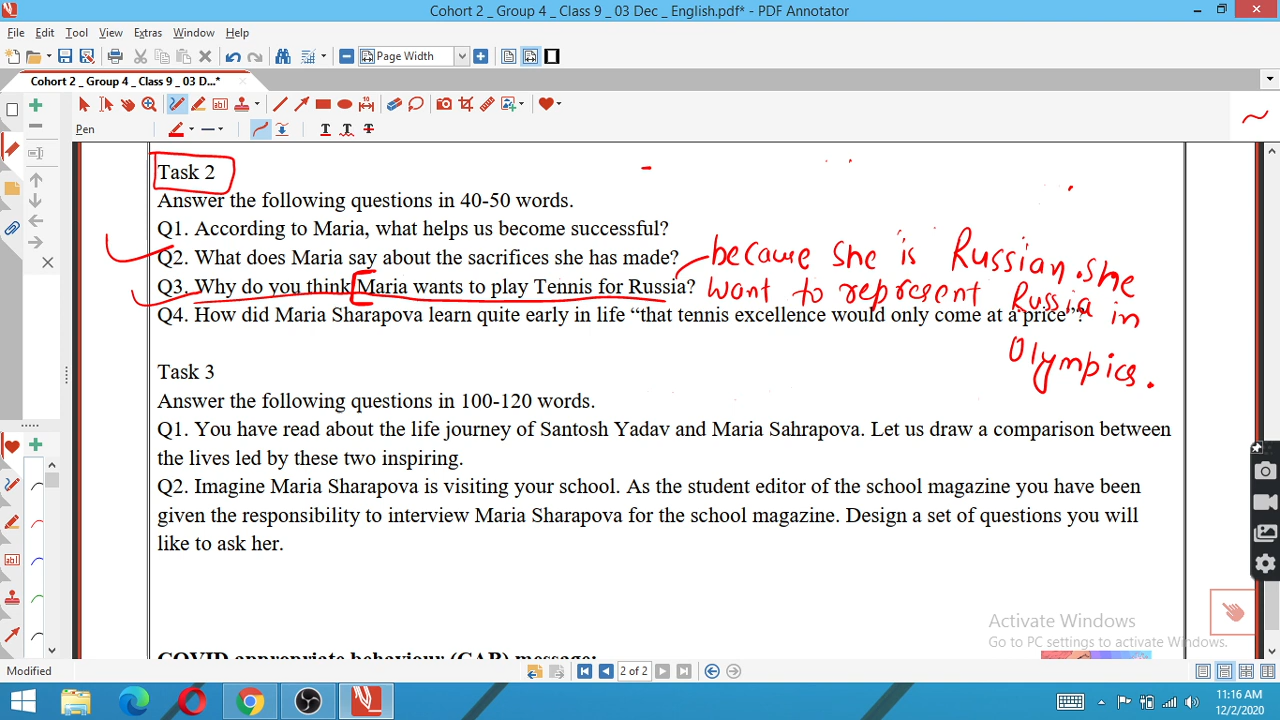 Cohort 2 _ Group 4 _ Class 9 _ 03 Dec _ English.pdf* - PDF Annotator
File Edit Tool View Extras Window Help
Page Width
Cohort 2 _ Group 4 _ Class 9 _ 03 D...*
Pen
Task 2
Answer the following questions in 40-50 words.
Q1. According to Maria, what helps us become successful?
Q2. What does Maria say about the sacrifices she has made?
Q3. Why do you think Maria wants to play Tennis for Russia?
because she is Russian. she
want to represent Russia in
Olympics.
Q4. How did Maria Sharapova learn quite early in life “that tennis excellence would only come at a price”?
Task 3
Answer the following questions in 100-120 words.
Q1. You have read about the life journey of Santosh Yadav and Maria Sahrapova. Let us draw a comparison between
the lives led by these two inspiring.
Q2. Imagine Maria Sharapova is visiting your school. As the student editor of the school magazine you have been
given the responsibility to interview Maria Sharapova for the school magazine. Design a set of questions you will
like to ask her.
COVID appropriate behaviour (CAB) message:
Activate Windows
Go to PC settings to activate Windows.
Modified
2 of 2
11:16 AM
12/2/2020